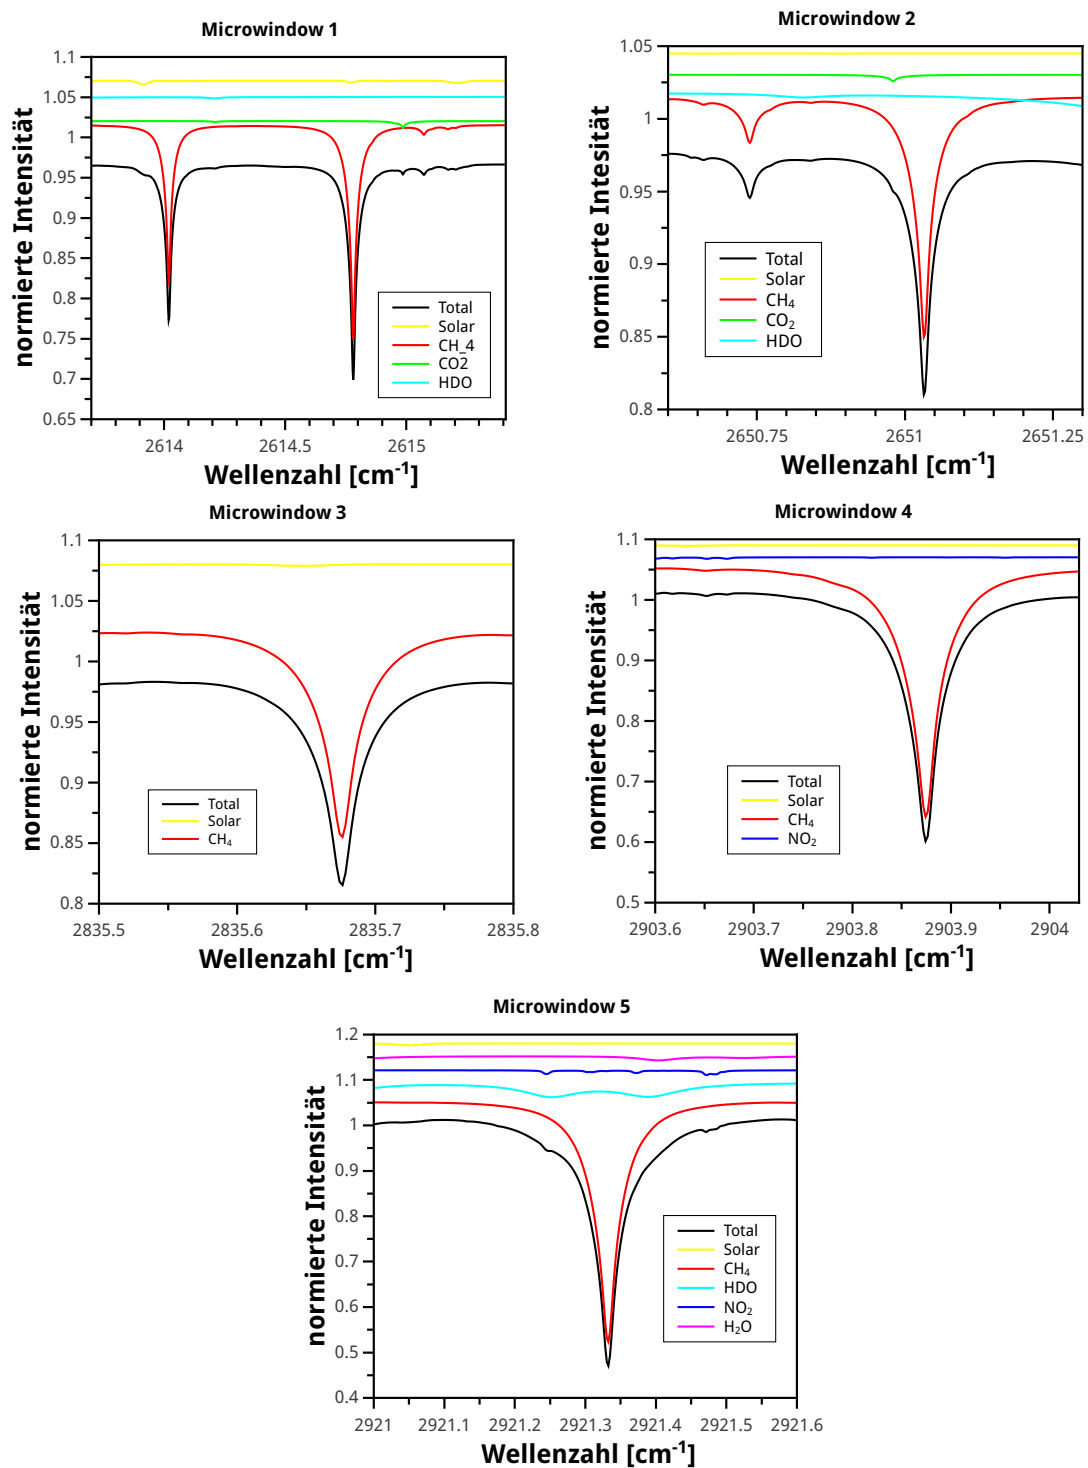 Microwindow 1
normierte Intensität
1.1
1.05
1
0.95
0.9
0.85
0.8
0.75
0.7
0.65
2614
2614.5
2615
Wellenzahl [cm⁻¹]
Total
Solar
CH_4
CO2
HDO
Microwindow 2
normierte Intesität
1.05
1
0.95
0.9
0.85
0.8
2650.75
2651
2651.25
Wellenzahl [cm⁻¹]
Total
Solar
CH₄
CO₂
HDO
Microwindow 3
normierte Intensität
1.1
1.05
1
0.95
0.9
0.85
0.8
2835.5
2835.6
2835.7
2835.8
Wellenzahl [cm⁻¹]
Total
Solar
CH₄
Microwindow 4
normierte Intensität
1.1
1
0.9
0.8
0.7
0.6
0.5
2903.6
2903.7
2903.8
2903.9
2904
Wellenzahl [cm⁻¹]
Total
Solar
CH₄
NO₂
Microwindow 5
normierte Intensität
1.2
1.1
1
0.9
0.8
0.7
0.6
0.5
0.4
2921
2921.1
2921.2
2921.3
2921.4
2921.5
2921.6
Wellenzahl [cm⁻¹]
Total
Solar
CH₄
HDO
NO₂
H₂O